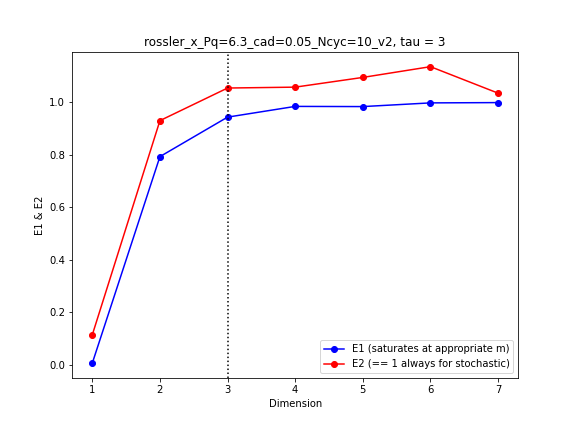 rossler_x_Pq=6.3_cad=0.05_Ncyc=10_v2, tau = 3
E1 & E2
1.0
0.8
0.6
0.4
0.2
0.0
E1 (saturates at appropriate m)
E2 (== 1 always for stochastic)
1 2 3 4 5 6 7
Dimension